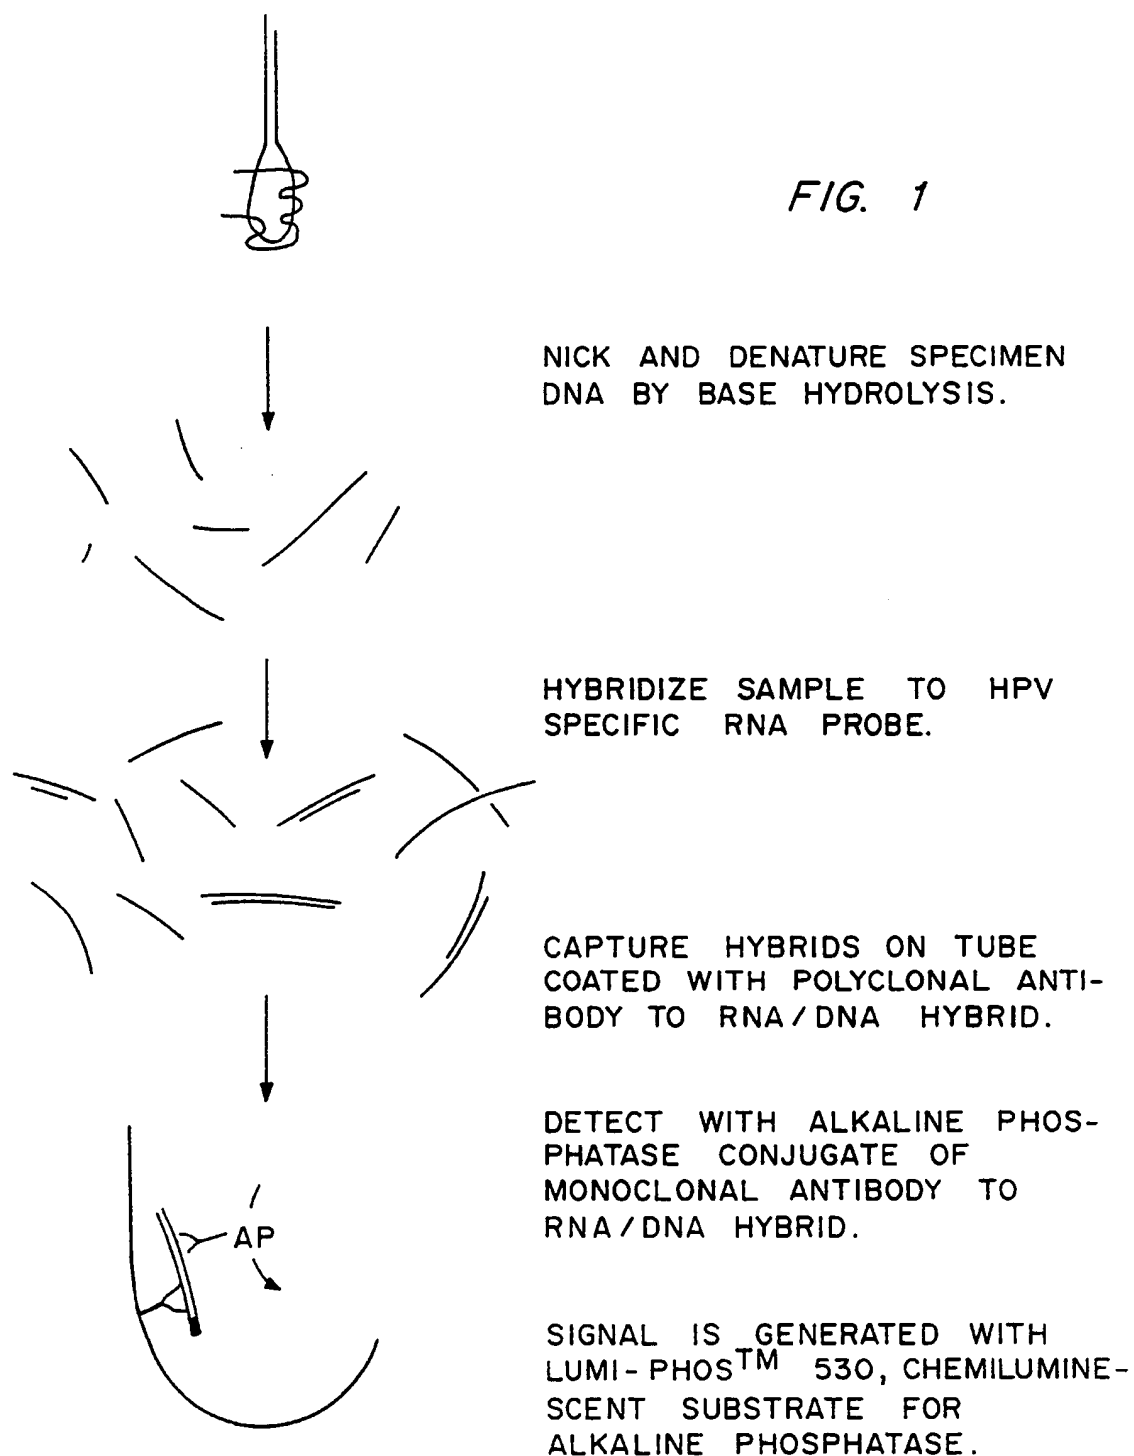 FIG. 1
NICK AND DENATURE SPECIMEN
DNA BY BASE HYDROLYSIS.
HYBRIDIZE SAMPLE TO HPV
SPECIFIC RNA PROBE.
CAPTURE HYBRIDS ON TUBE
COATED WITH POLYCLONAL ANTI-
BODY TO RNA/DNA HYBRID.
DETECT WITH ALKALINE PHOS-
PHATASE CONJUGATE OF
MONOCLONAL ANTIBODY TO
RNA/DNA HYBRID.
AP
SIGNAL IS GENERATED WITH
LUMI-PHOS™ 530, CHEMILUMINE-
SCENT SUBSTRATE FOR
ALKALINE PHOSPHATASE.